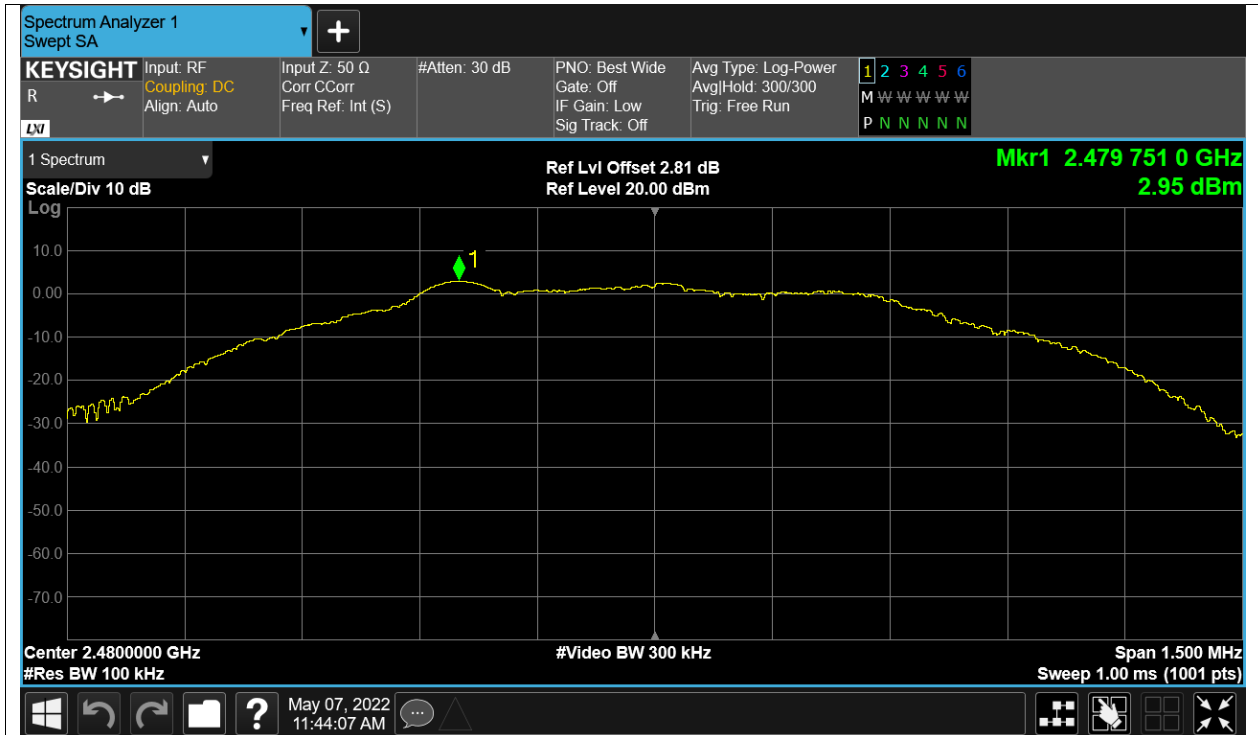 Spectrum Analyzer 1
Swept SA
KEYSIGHT
R
LXI
Input: RF
Coupling: DC
Align: Auto
Input Z: 50 Ω
Corr CCorr
Freq Ref: Int (S)
#Atten: 30 dB
PNO: Best Wide
Gate: Off
IF Gain: Low
Sig Track: Off
Avg Type: Log-Power
Avg|Hold: 300/300
Trig: Free Run
1 2 3 4 5 6
M W W W W W
P N N N N N
1 Spectrum
Scale/Div 10 dB
Log
Ref Lvl Offset 2.81 dB
Ref Level 20.00 dBm
Mkr1 2.479 751 0 GHz
2.95 dBm
1
10.0
0.00
-10.0
-20.0
-30.0
-40.0
-50.0
-60.0
-70.0
Center 2.4800000 GHz
#Video BW 300 kHz
Span 1.500 MHz
#Res BW 100 kHz
Sweep 1.00 ms (1001 pts)
?
May 07, 2022
11:44:07 AM